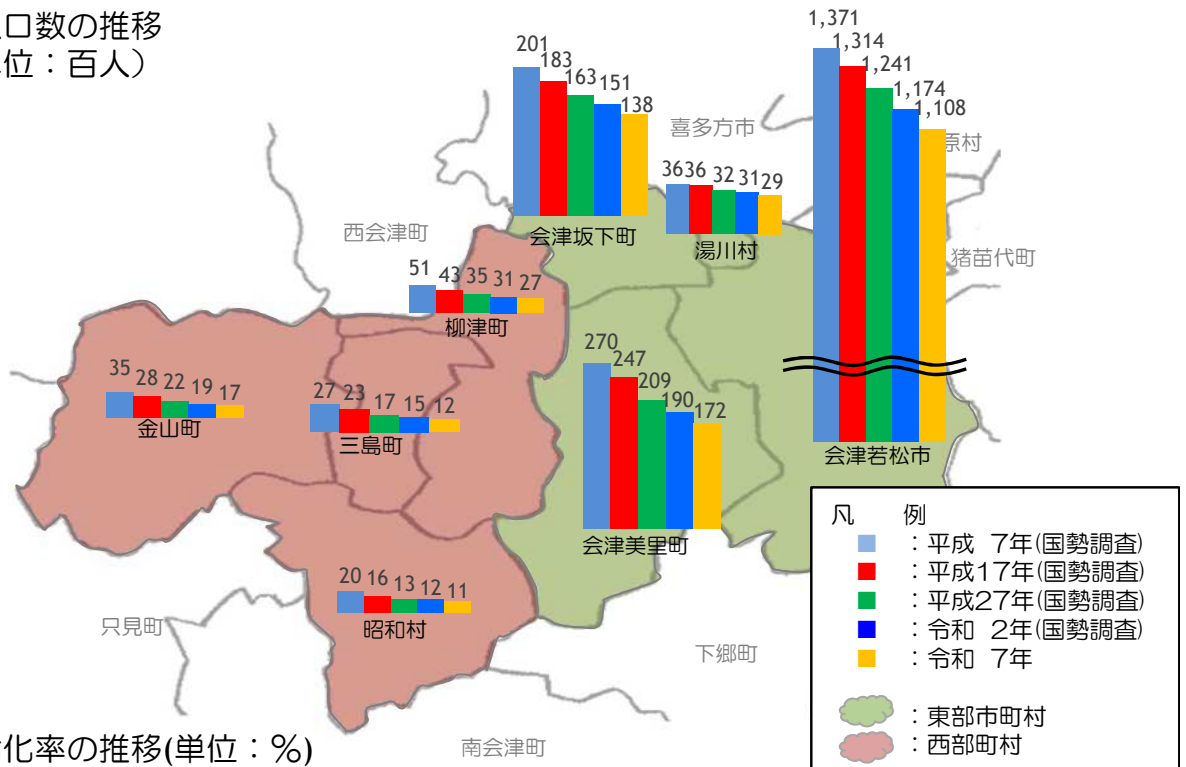 口数の推移
位：百人）
1,371
1,314
1,241
1,174
1,108
201
183
163
151
138
喜多方市
原村
36 36 32 31 29
西会津町
会津坂下町
湯川村
猪苗代町
51
43
35
31
27
柳津町
270
247
209
190
172
35
28
22
19
17
金山町
27
23
17
15
12
三島町
会津若松市
会津美里町
凡　例
：平成 7年(国勢調査)
：平成17年(国勢調査)
：平成27年(国勢調査)
：令和 2年(国勢調査)
：令和 7年
：東部市町村
：西部町村
20
16
13
12
11
昭和村
只見町
下郷町
南会津町
化率の推移(単位：%)